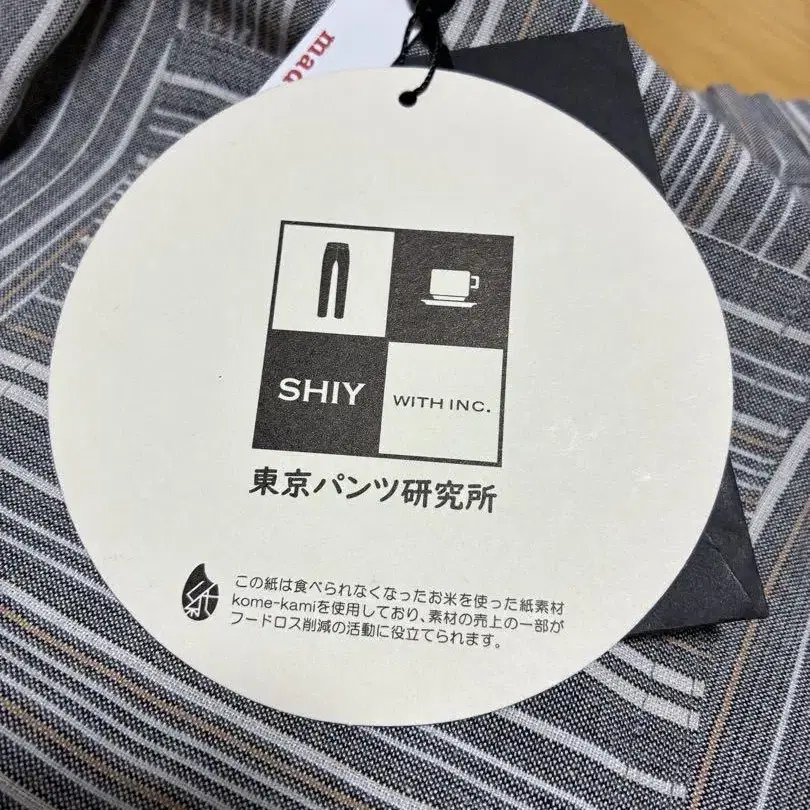 mad
SHIY
WITH INC.
東京パンツ研究所
紙
この紙は食べられなくなったお米を使った紙素材
kome-kamiを使用しており、素材の売上の一部が
フードロス削減の活動に役立てられます。